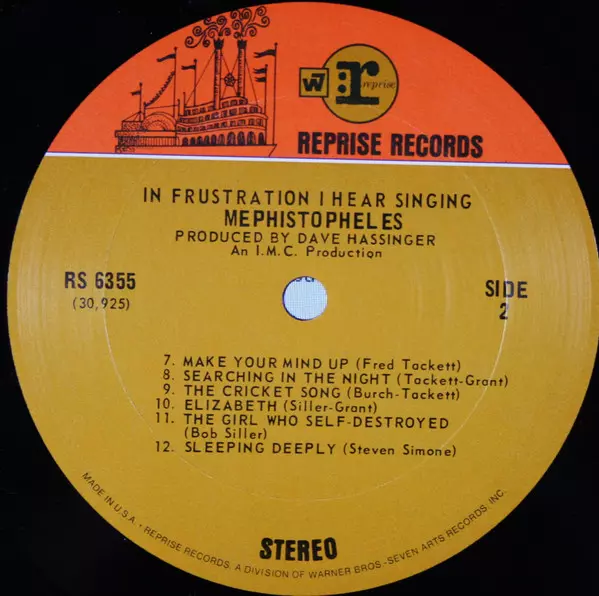 W7
r
reprise
REPRISE RECORDS
IN FRUSTRATION I HEAR SINGING
MEPHISTOPHELES
PRODUCED BY DAVE HASSINGER
An I.M.C. Production
RS 6355
(30,925)
SIDE
2
7. MAKE YOUR MIND UP (Fred Tackett)
8. SEARCHING IN THE NIGHT (Tackett-Grant)
9. THE CRICKET SONG (Burch-Tackett)
10. ELIZABETH (Siller-Grant)
11. THE GIRL WHO SELF-DESTROYED
(Bob Siller)
12. SLEEPING DEEPLY (Steven Simone)
STEREO
MADE IN U.S.A. • REPRISE RECORDS, A DIVISION OF WARNER BROS.-SEVEN ARTS RECORDS, INC.